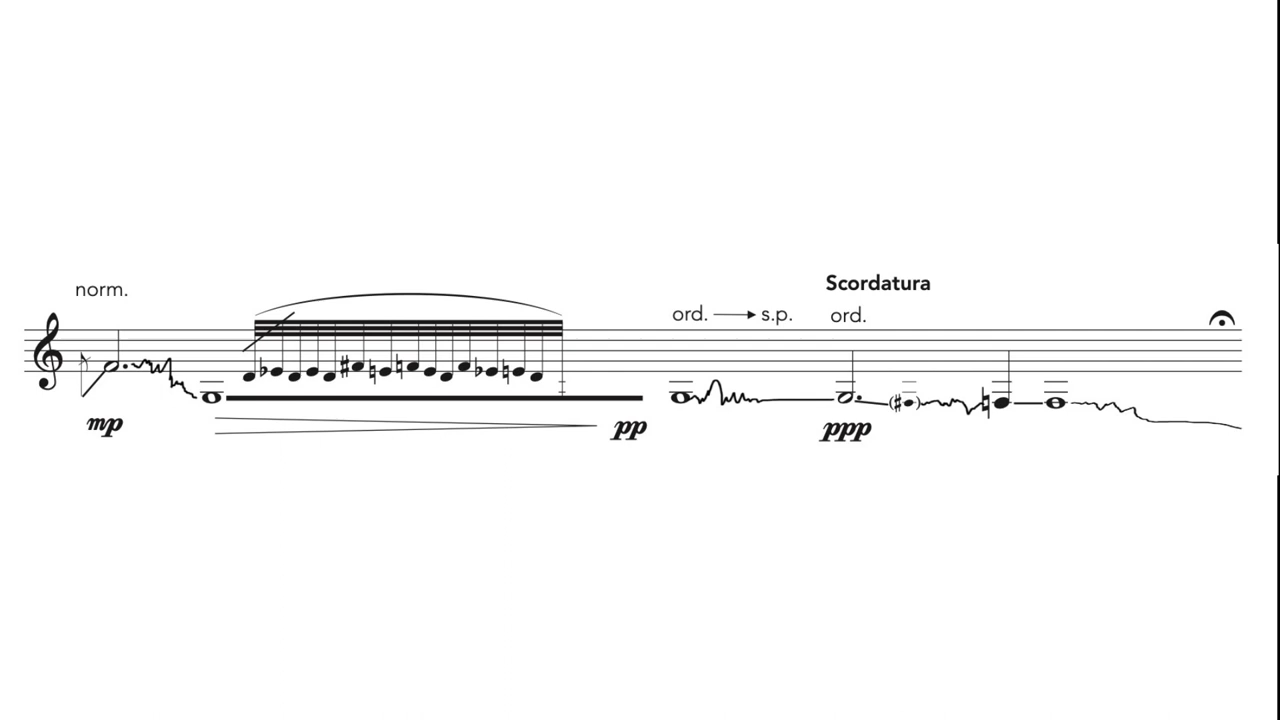 Scordatura
norm.
ord. → s.p. ord.
mp pp ppp